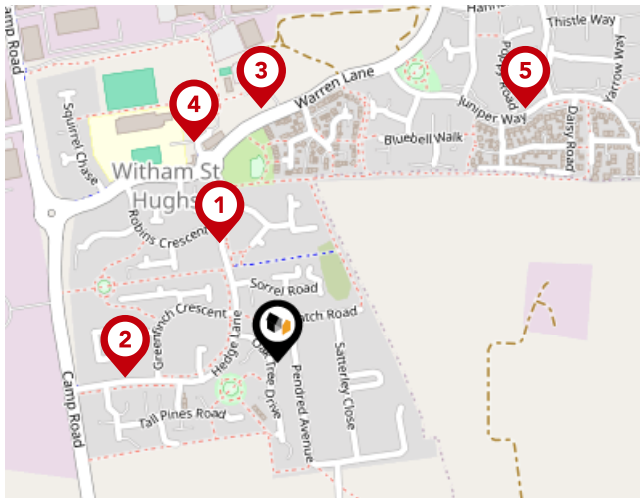 Hann
Thistle Way
Camp Road
Yarrow Way
Poppy Road
5
3
Warren Lane
4
Juniper Way
Squirrel Chase
Bluebell Walk
Daisy Road
Witham St
Hughs
1
Robins Crescent
Sorrel Road
otch Road
Greenfinch Crescent
2
Hedge Lane
Oak Tree Drive
Satterley Close
Pendred Avenue
Camp Road
Tall Pines Road